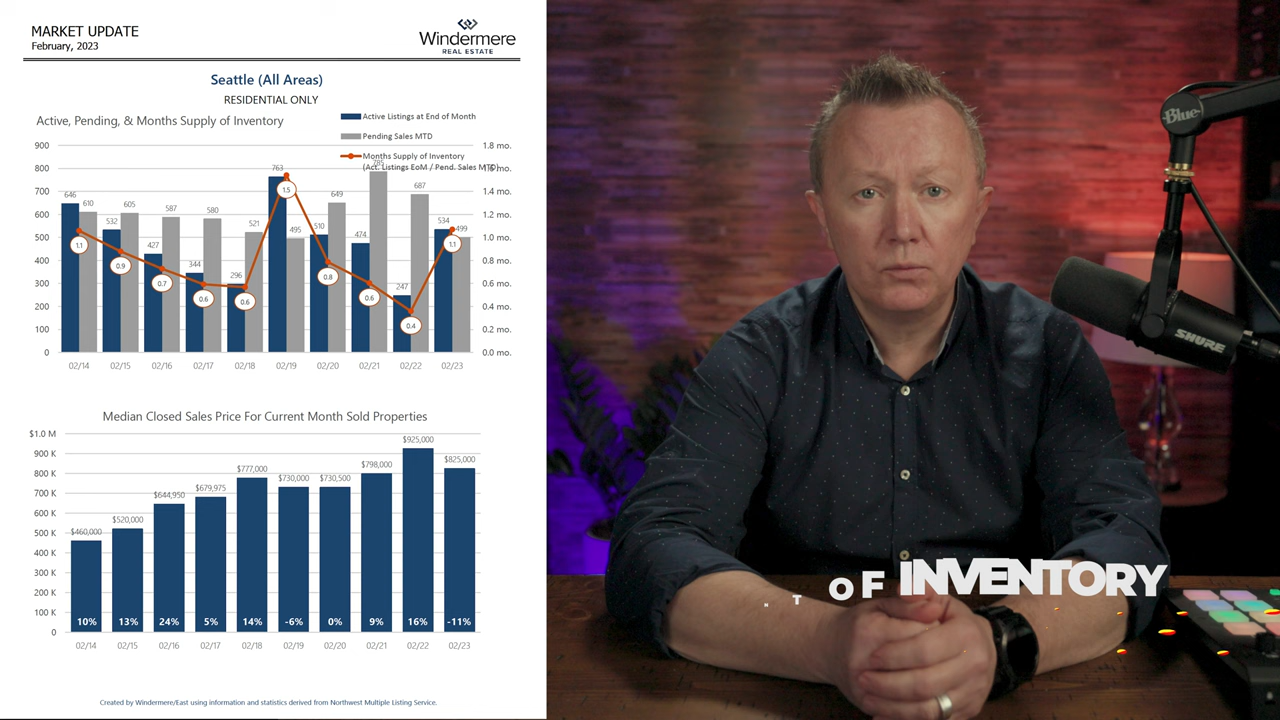 MARKET UPDATE
February, 2023
Windermere
REAL ESTATE
Seattle (All Areas)
RESIDENTIAL ONLY
Active, Pending, & Months Supply of Inventory
Active Listings at End of Month
Pending Sales MTD
Months Supply of Inventory
(Act. Listings EoM / Pend. Sales MTD)
900
800
700
600
500
400
300
200
100
0
1.8 mo.
1.4 mo.
1.2 mo.
1.0 mo.
0.8 mo.
0.6 mo.
0.4 mo.
0.2 mo.
0.0 mo.
646 610 532 605 427 587 344 580 296 521 763 495 510 649 474 785 247 687 534 499
1.1 0.9 0.7 0.6 0.6 1.5 0.8 0.6 0.4 1.1
02/14 02/15 02/16 02/17 02/18 02/19 02/20 02/21 02/22 02/23
Median Closed Sales Price For Current Month Sold Properties
$1.0 M
900 K
800 K
700 K
600 K
500 K
400 K
300 K
200 K
100 K
0
$460,000 $520,000 $644,950 $679,975 $777,000 $730,000 $730,500 $798,000 $925,000 $825,000
10% 13% 24% 5% 14% -6% 0% 9% 16% -11%
02/14 02/15 02/16 02/17 02/18 02/19 02/20 02/21 02/22 02/23
Created by Windermere/East using information and statistics derived from Northwest Multiple Listing Service.
Blue
SHURE
OF INVENTORY